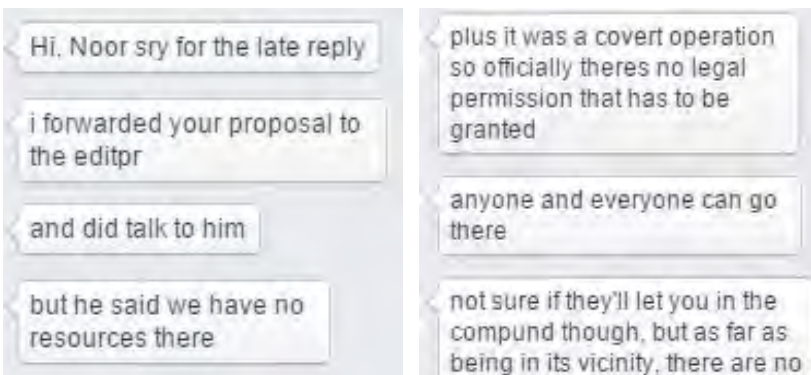 Hi. Noor sry for the late reply
i forwarded your proposal to
the editpr
and did talk to him
but he said we have no
resources there
plus it was a covert operation
so officially theres no legal
permission that has to be
granted
anyone and everyone can go
there
not sure if they'll let you in the
compund though, but as far as
being in its vicinity, there are no